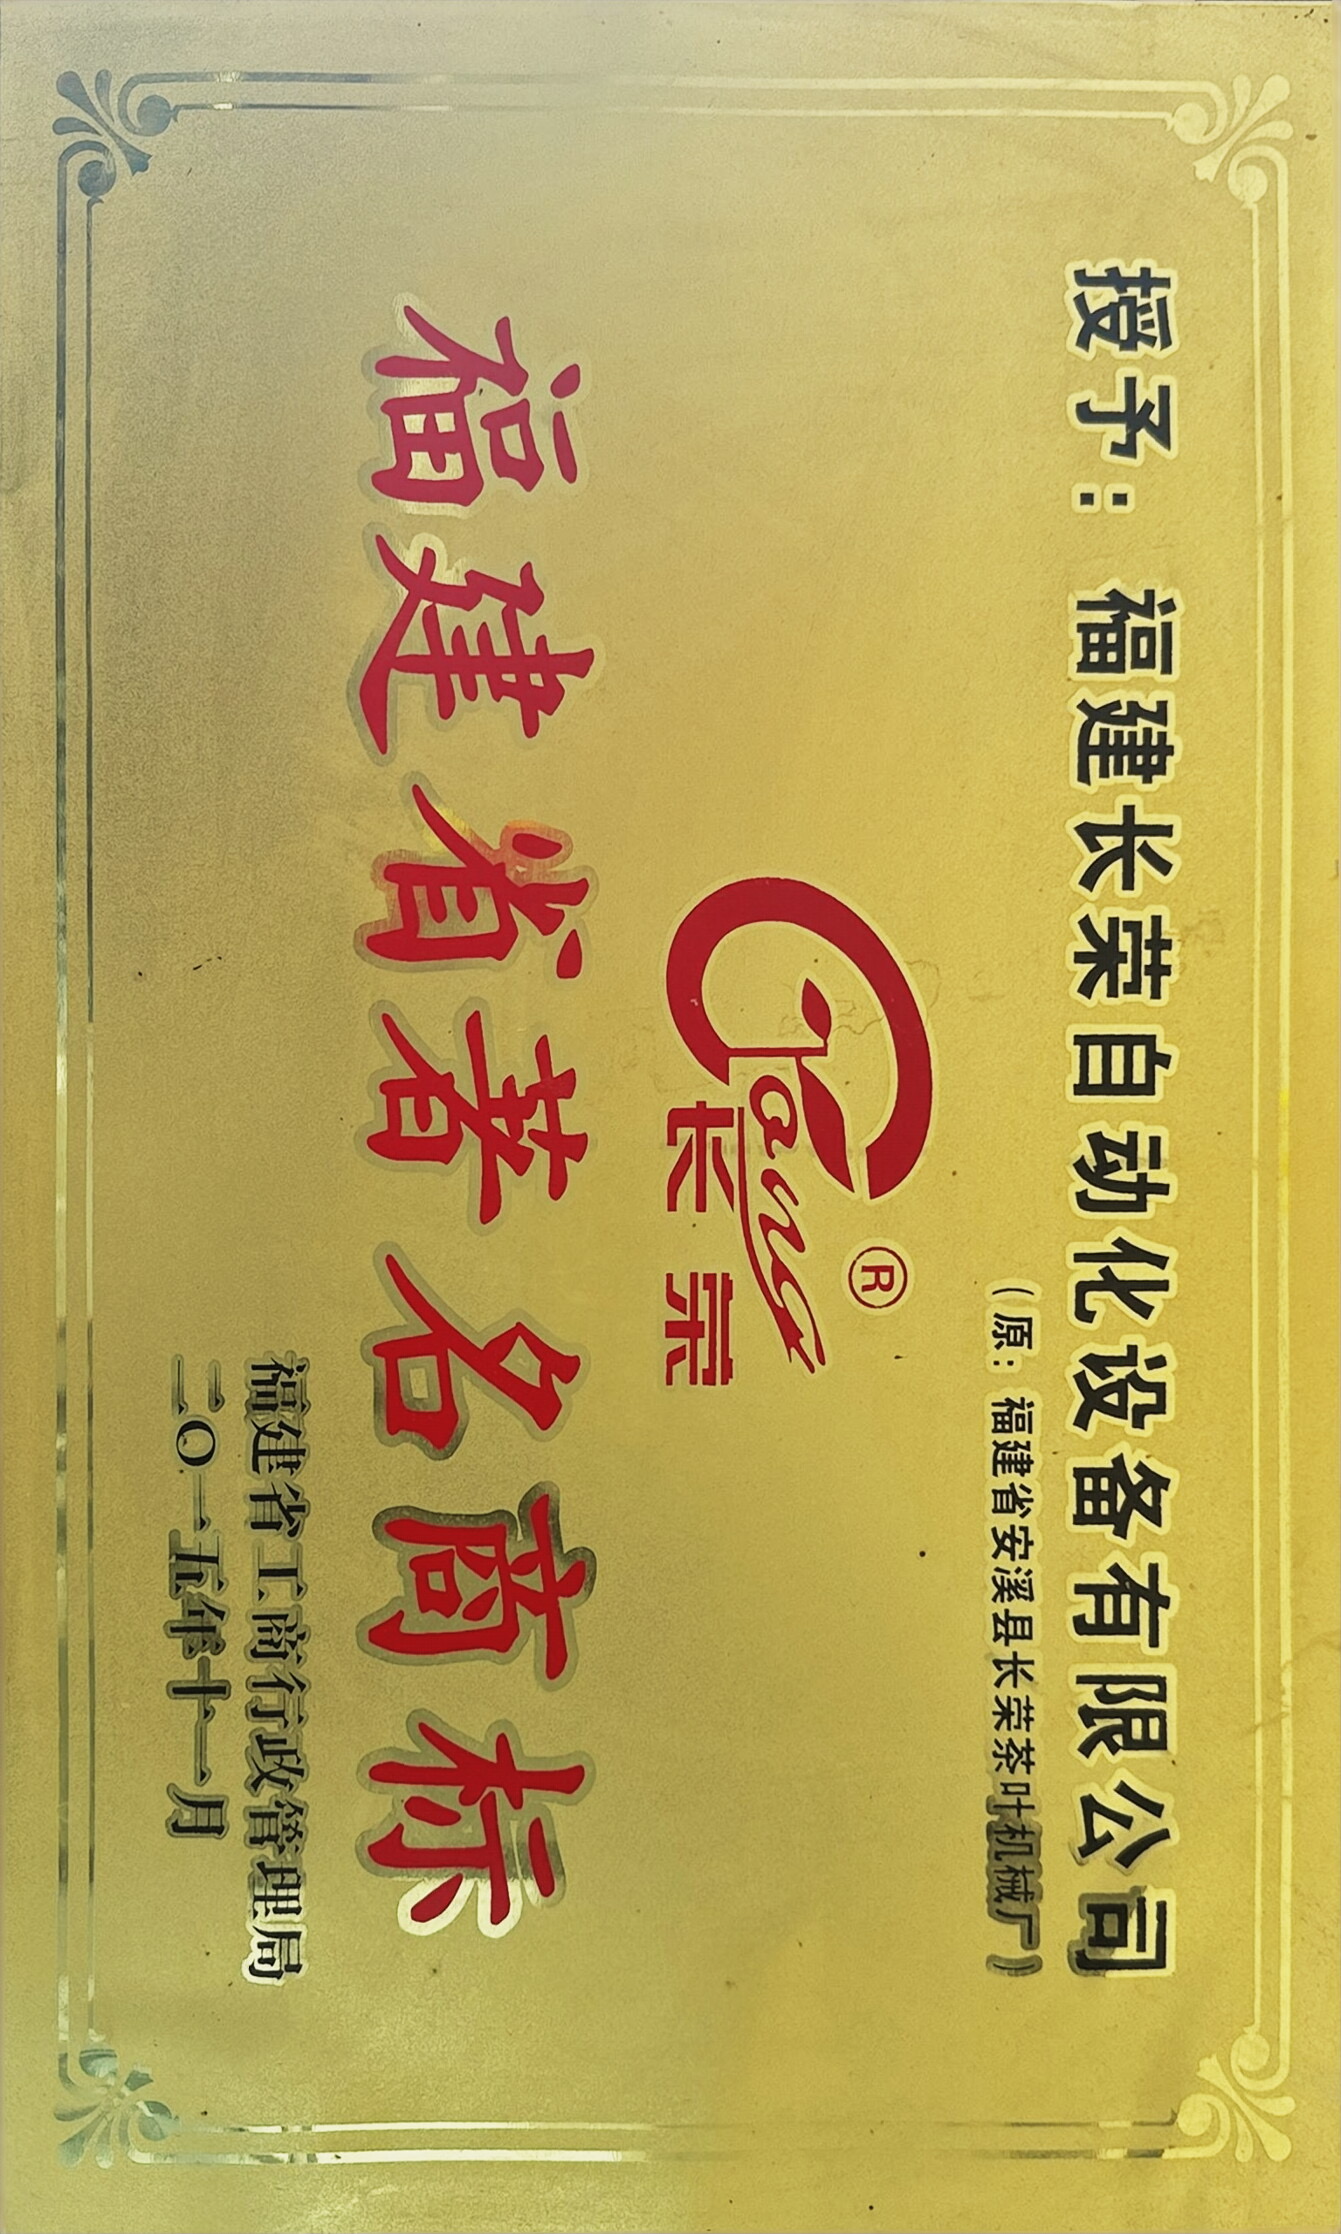 授予：福建长荣自动化设备有限公司
（原：福建省安溪县长荣茶叶机械厂）
Crang ®
长荣
福建省著名商标
福建省工商行政管理局
二〇一五年十一月